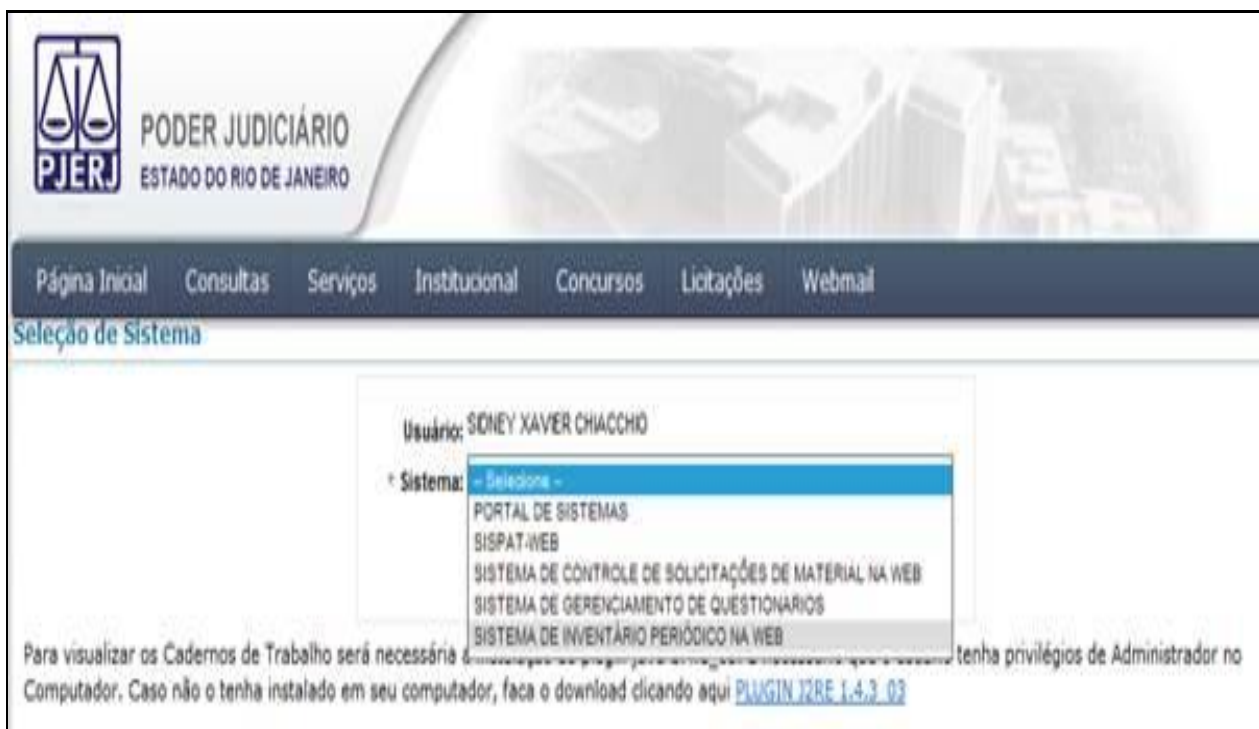 PJERJ
PODER JUDICIÁRIO
ESTADO DO RIO DE JANEIRO
Página Inicial Consultas Serviços Institucional Concursos Licitações Webmail
Seleção de Sistema
Usuário: SIDNEY XAVIER CHIACCHIO
* Sistema: -- Selecione --
PORTAL DE SISTEMAS
SISPAT-WEB
SISTEMA DE CONTROLE DE SOLICITAÇÕES DE MATERIAL NA WEB
SISTEMA DE GERENCIAMENTO DE QUESTIONARIOS
SISTEMA DE INVENTÁRIO PERIÓDICO NA WEB
Para visualizar os Cadernos de Trabalho será necessária a tenha privilégios de Administrador no
Computador. Caso não o tenha instalado em seu computador, faca o download clicando aqui PLUGIN J2RE 1.4.3_03